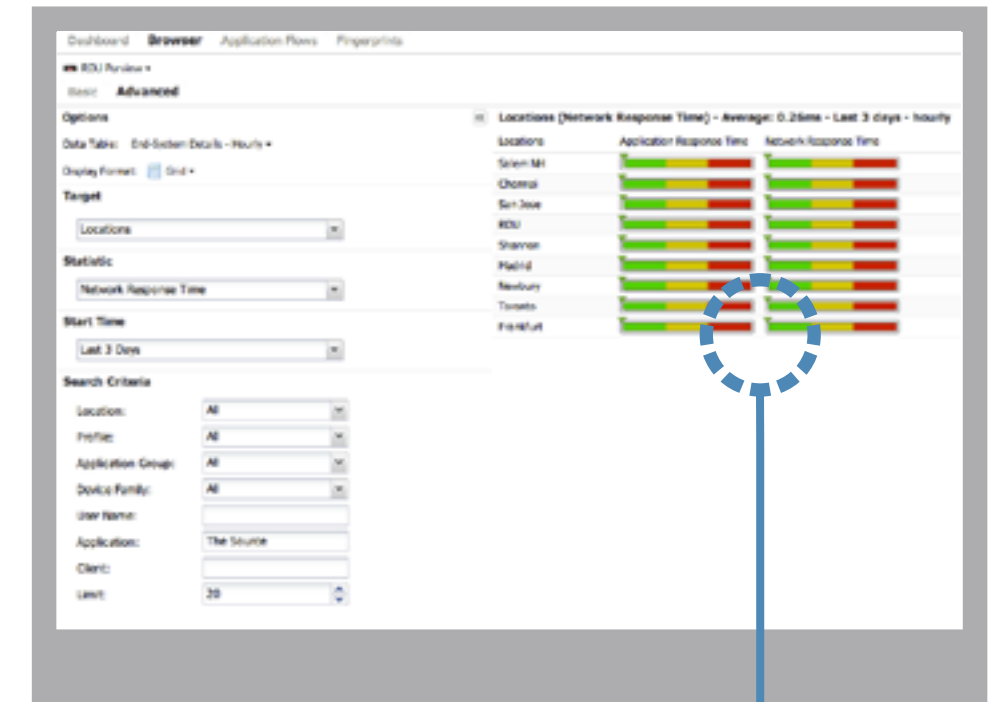 Dashboard Browser Application Flows Fingerprints
RDU Purview
Basic Advanced
Options
Data Table: End-System Details - Hourly
Display Format: Grid
Target
Locations
Statistic
Network Response Time
Start Time
Last 3 Days
Search Criteria
Location: All
Profile: All
Application Group: All
Device Family: All
User Name:
Application: The Source
Client:
Limit: 20
Locations (Network Response Time) - Average: 0.26ms - Last 3 days - hourly
Locations Application Response Time Network Response Time
Salem NH
Chennai
San Jose
RDU
Shannon
Madrid
Newbury
Toronto
Frankfurt